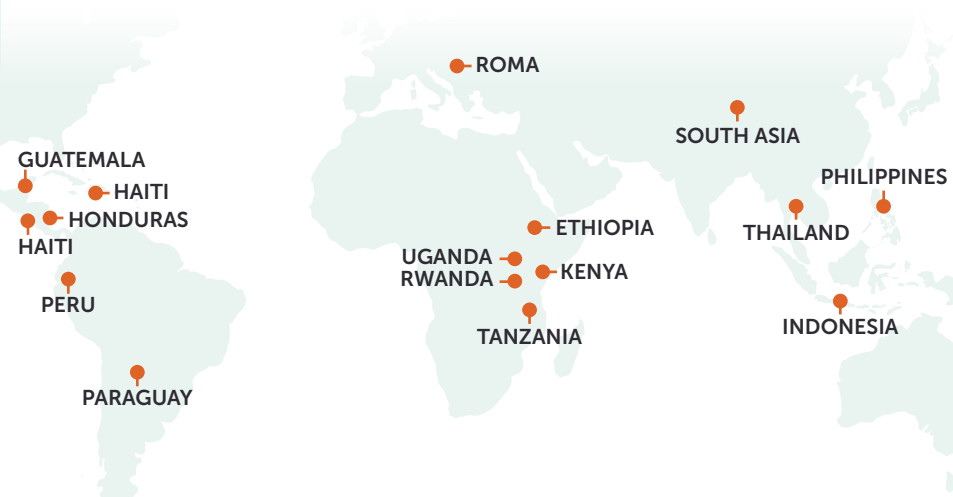 ROMA
SOUTH ASIA
GUATEMALA
PHILIPPINES
HAITI
HONDURAS
ETHIOPIA
THAILAND
HAITI
UGANDA
KENYA
RWANDA
PERU
INDONESIA
TANZANIA
PARAGUAY